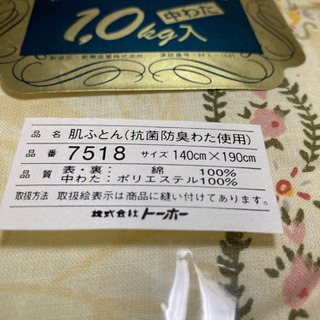 1,0kg入
中わた
品名 肌ふとん(抗菌防臭わた使用)
品番 7518 サイズ 140cm×190cm
品質 表・裏: 綿 100%
中わた: ポリエステル100%
取扱方法 取扱絵表示は商品に縫い付けてあります。
株式会社トーホー